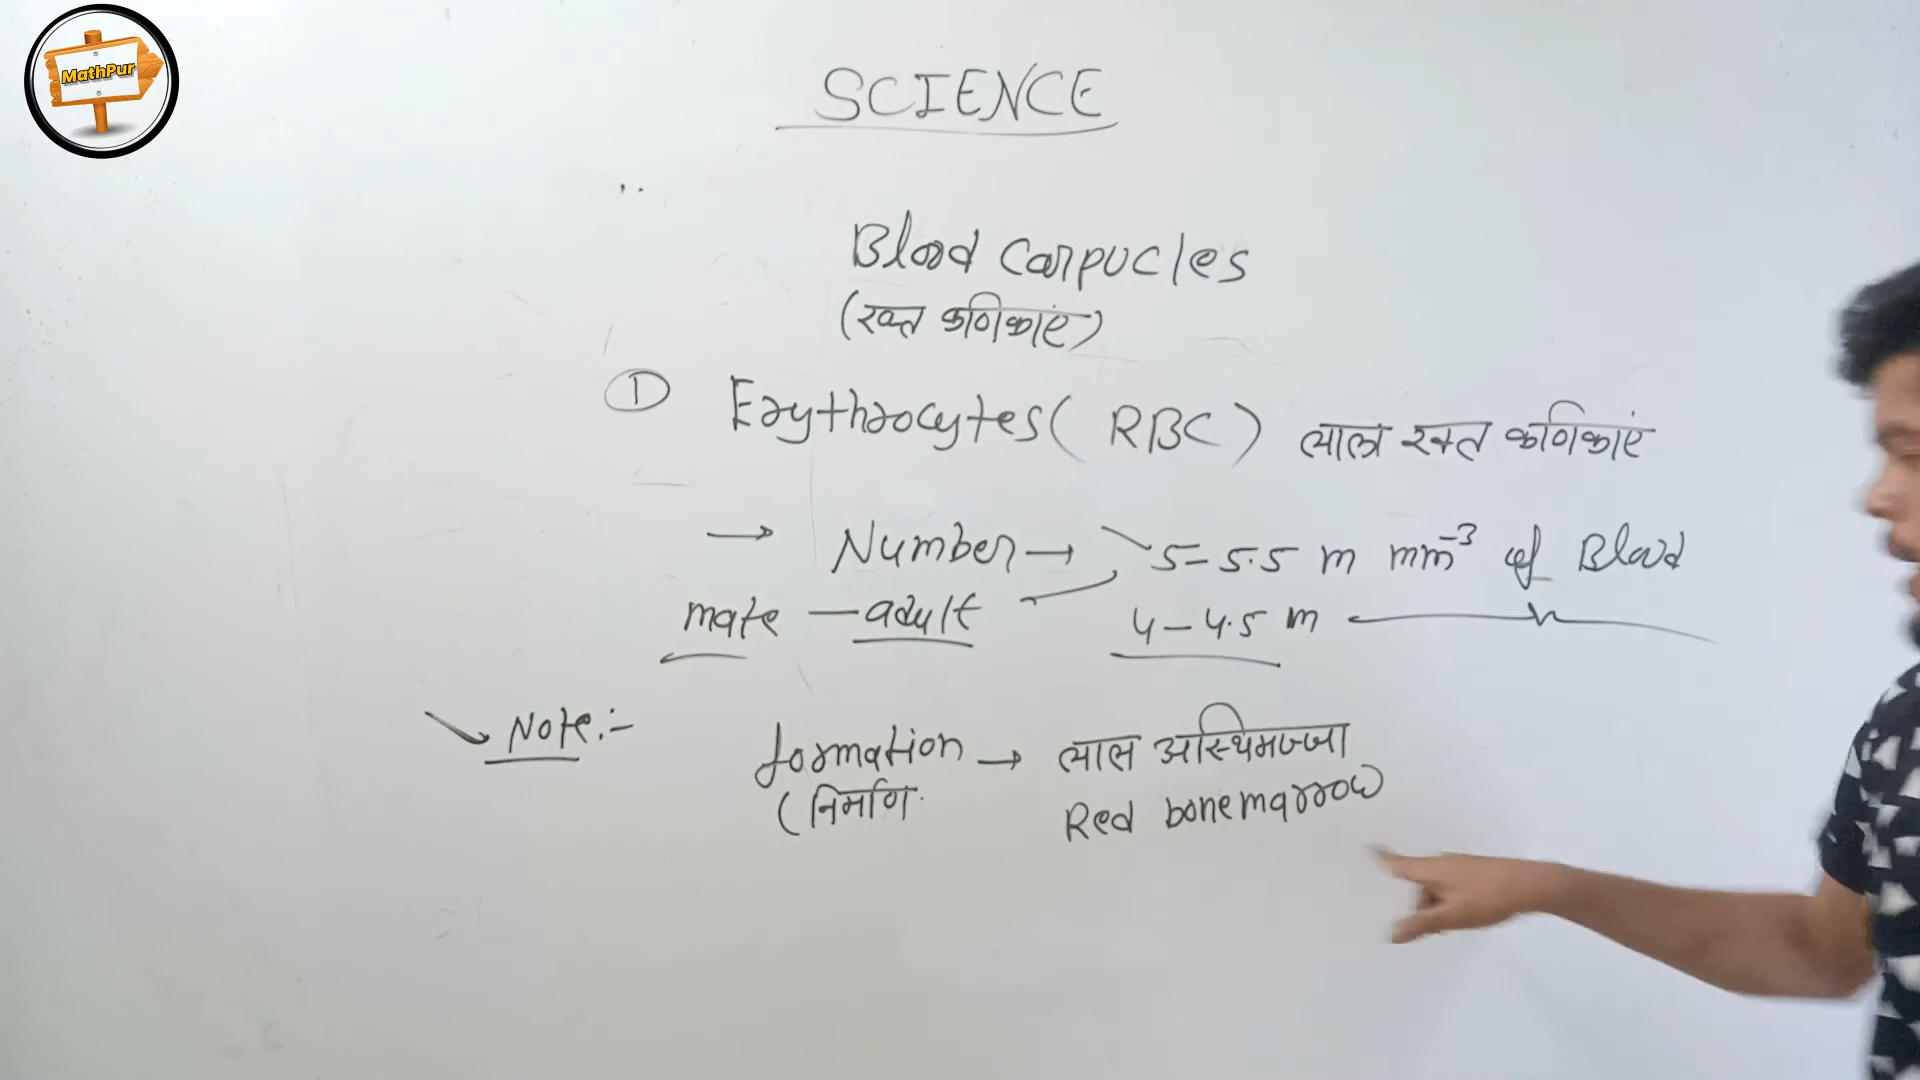 MathPur
SCIENCE
Blood Carpucles
(रक्त कणिकाएं)
① Erythrocytes( RBC ) लाल रक्त कणिकाएं
→ Number → 5-5.5 m mm⁻³ of Blood
male — adult 4-4.5 m
Note:- formation → लाल अस्थिमज्जा
(निर्माण Red bonemarrow